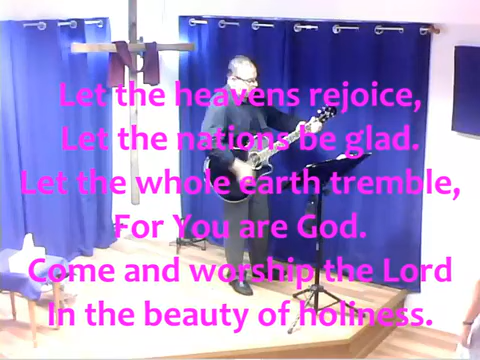 Let the heavens rejoice,
Let the nations be glad.
Let the whole earth tremble,
For You are God.
Come and worship the Lord
In the beauty of holiness.